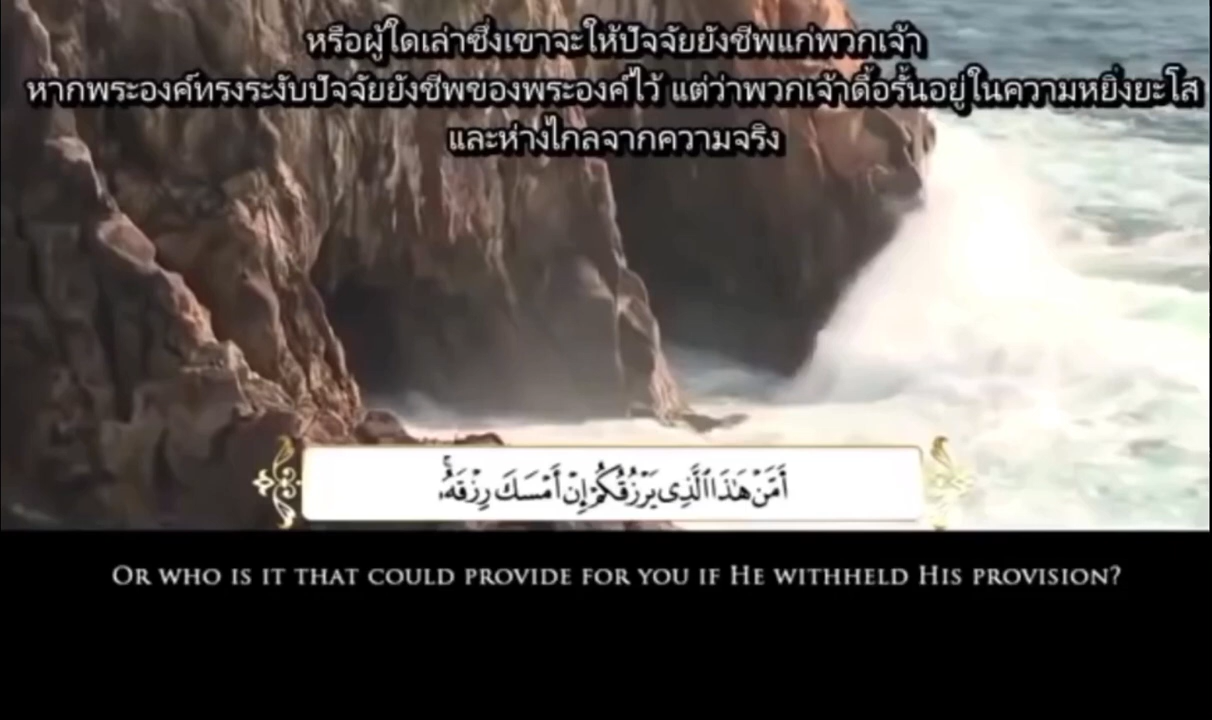 หรือผู้ใดเล่าซึ่งเขาจะให้ปัจจัยยังชีพแก่พวกเจ้า
หากพระองค์ทรงระงับปัจจัยยังชีพของพระองค์ไว้ แต่ว่าพวกเจ้าดื้อรั้นอยู่ในความหยิ่งยะโส
และห่างไกลจากความจริง
أَمَّنْ هَٰذَا ٱلَّذِى يَرْزُقُكُمْ إِنْ أَمْسَكَ رِزْقَهُۥ ۚ
OR WHO IS IT THAT COULD PROVIDE FOR YOU IF HE WITHHELD HIS PROVISION?